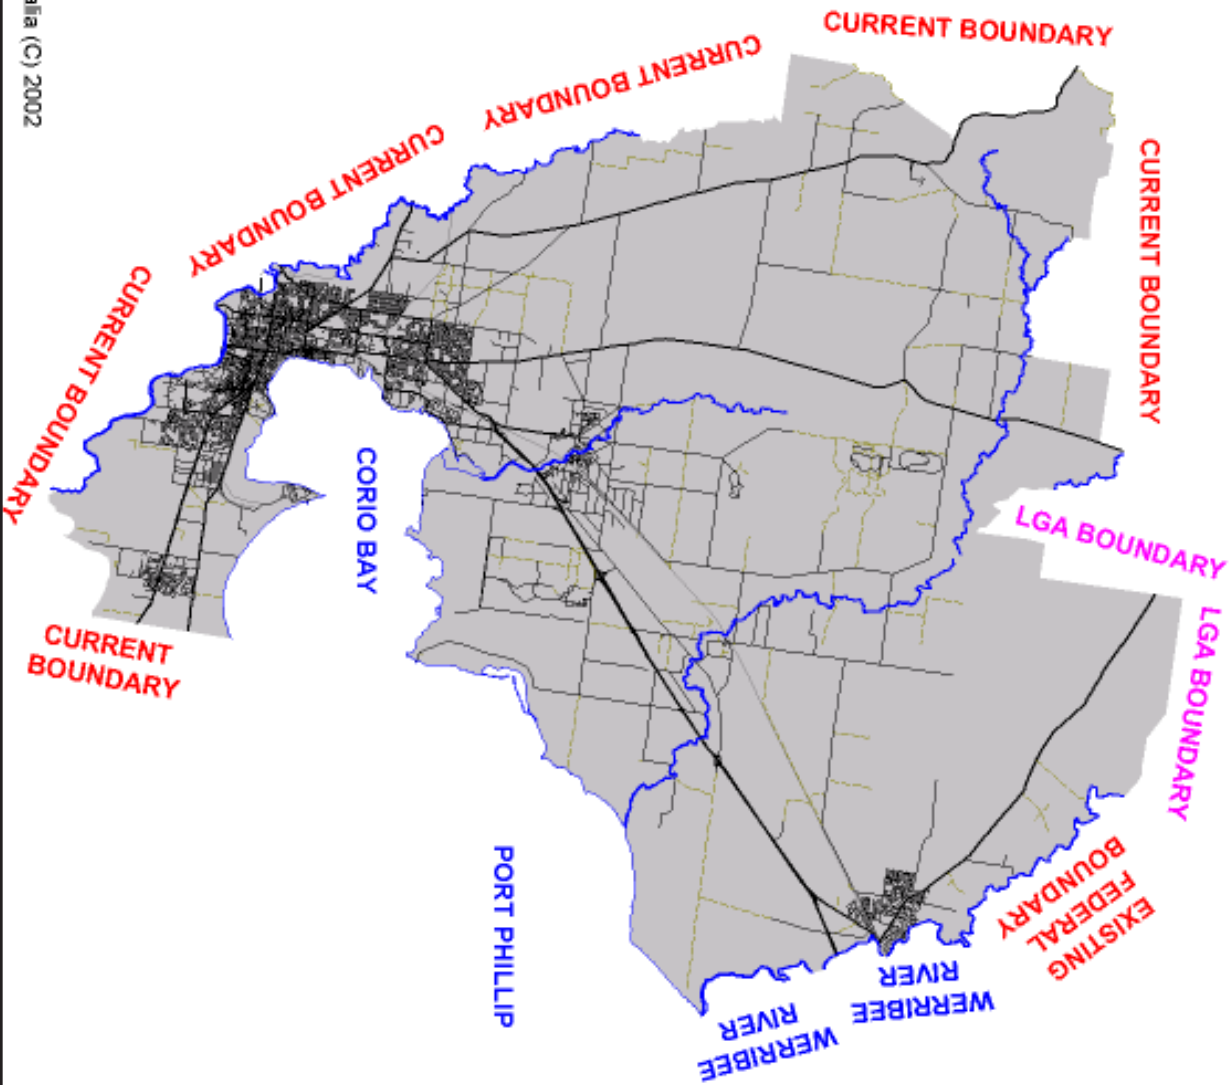 alia (C) 2002
CURRENT BOUNDARY
CURRENT BOUNDARY
CURRENT BOUNDARY
CURRENT BOUNDARY
CURRENT BOUNDARY
CORIO BAY
LGA BOUNDARY
LGA BOUNDARY
CURRENT
BOUNDARY
PORT PHILLIP
EXISTING
FEDERAL
BOUNDARY
WERRIBEE
RIVER
WERRIBEE
RIVER